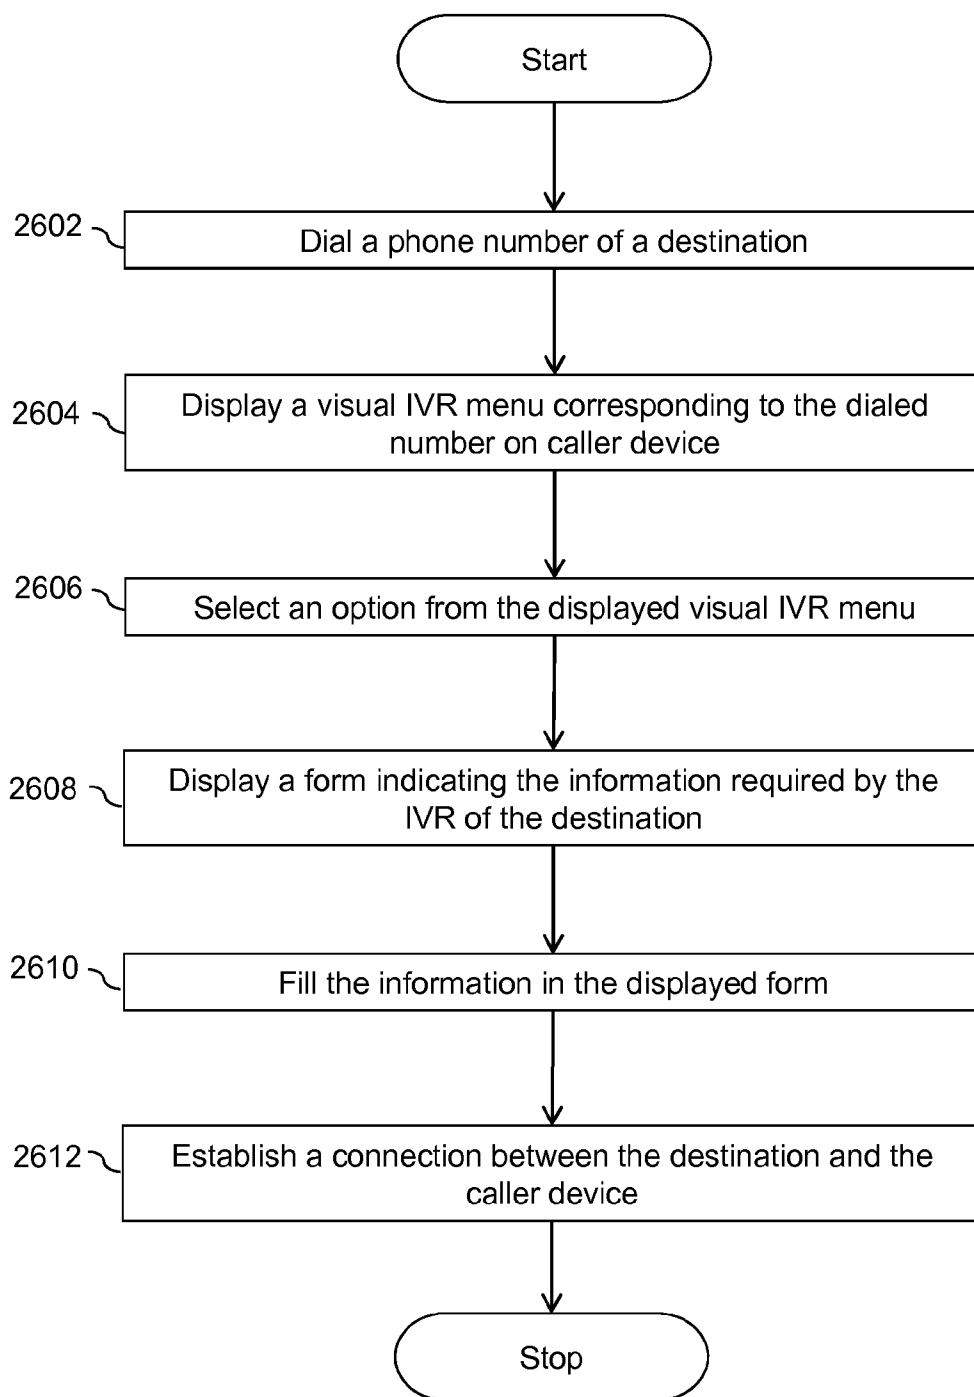 Start
2602
Dial a phone number of a destination
2604
Display a visual IVR menu corresponding to the dialed
number on caller device
2606
Select an option from the displayed visual IVR menu
2608
Display a form indicating the information required by the
IVR of the destination
2610
Fill the information in the displayed form
2612
Establish a connection between the destination and the
caller device
Stop